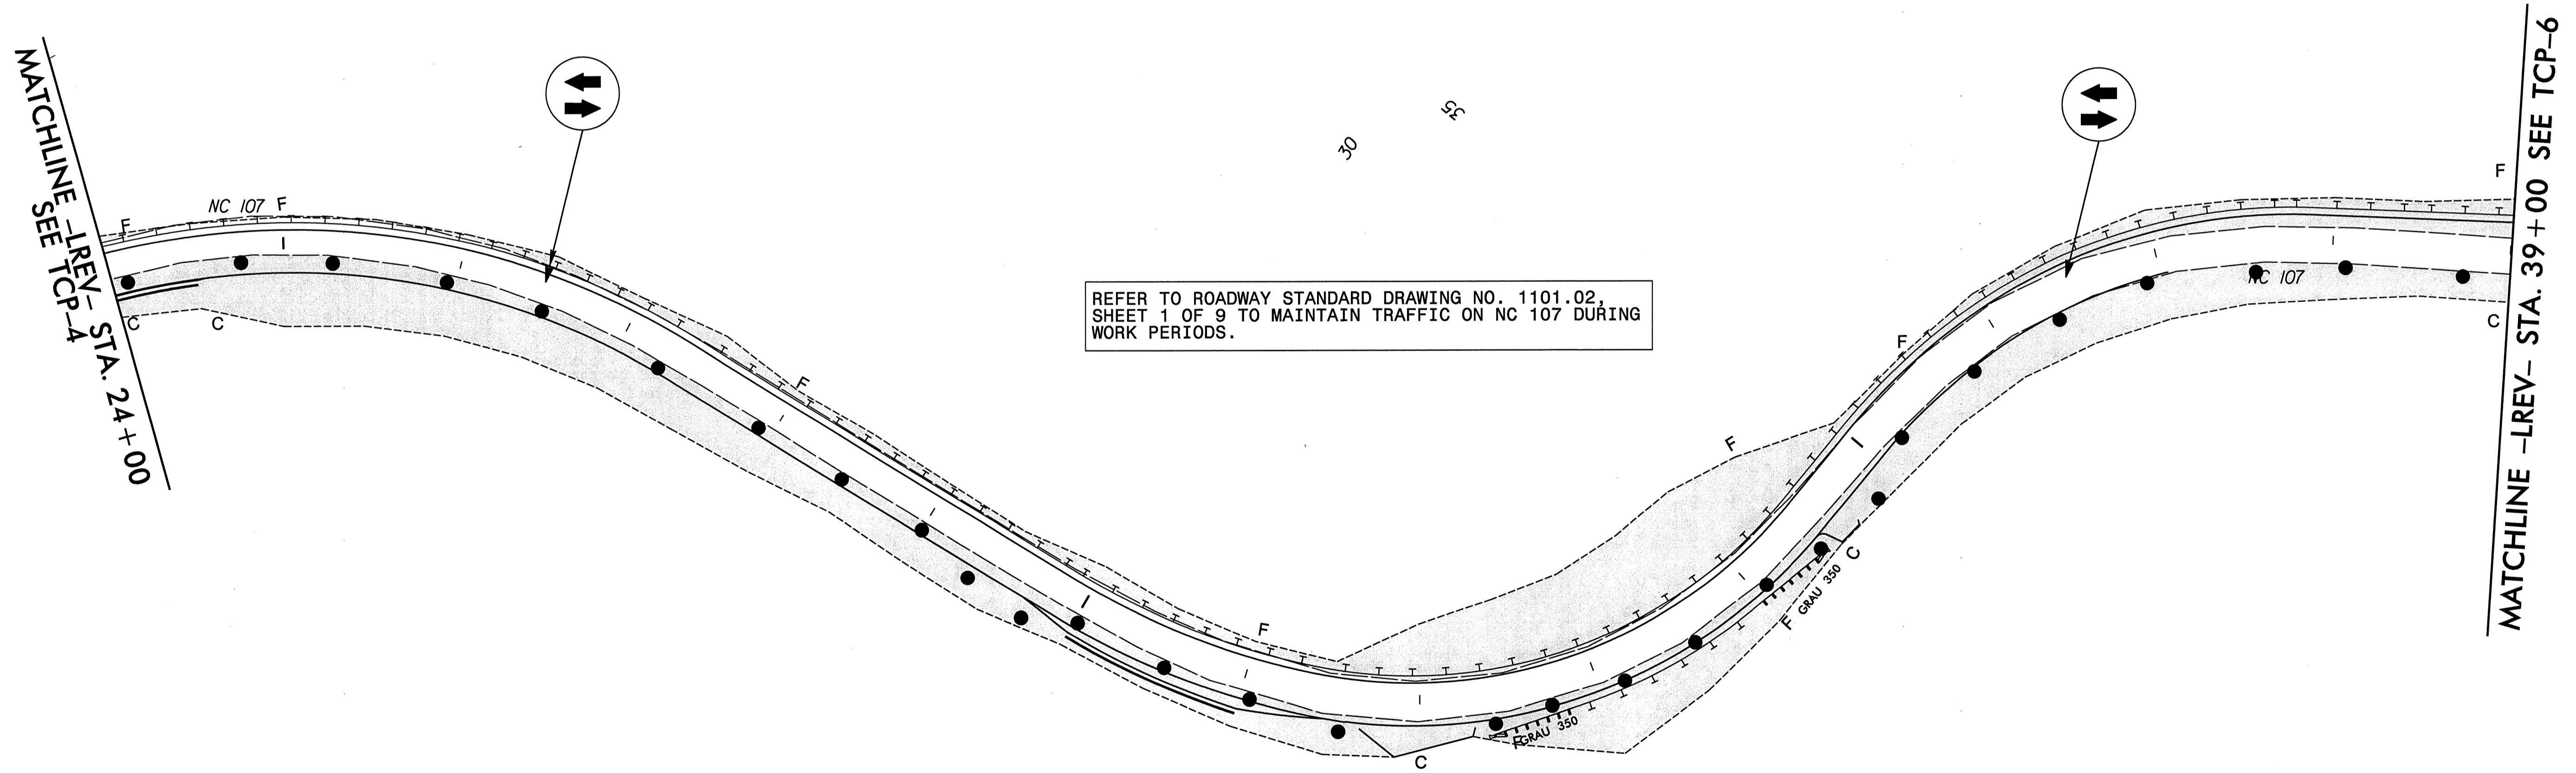 MATCHLINE -LREV- STA. 24+00
SEE TCP-4
F
NC 107
F
C
C
30
35
REFER TO ROADWAY STANDARD DRAWING NO. 1101.02,
SHEET 1 OF 9 TO MAINTAIN TRAFFIC ON NC 107 DURING
WORK PERIODS.
F
F
F
F
C
F
GRAU 350
F
GRAU 350
C
F
NC 107
C
MATCHLINE -LREV- STA. 39+00 SEE TCP-6